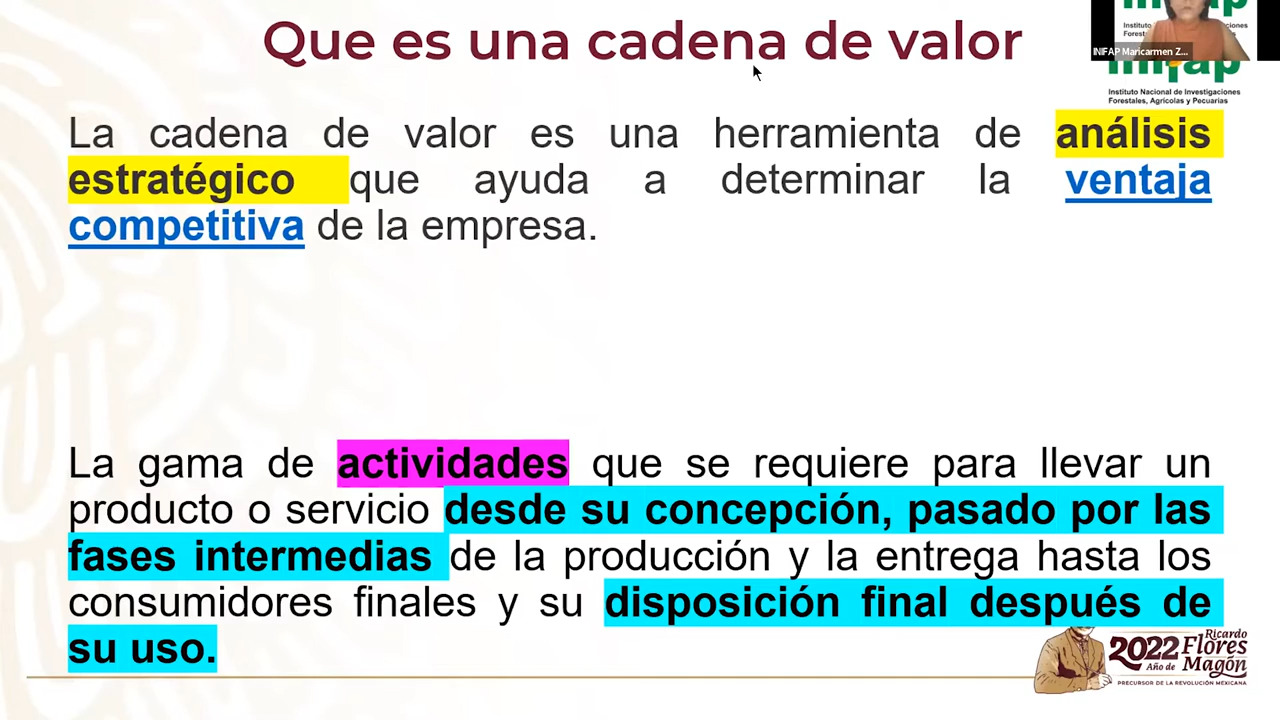 Que es una cadena de valor
INIFAP Maricarmen Z...
Instituto Nacional de Investigaciones
Forestales, Agrícolas y Pecuarias
La cadena de valor es una herramienta de análisis
estratégico que ayuda a determinar la ventaja
competitiva de la empresa.
La gama de actividades que se requiere para llevar un
producto o servicio desde su concepción, pasado por las
fases intermedias de la producción y la entrega hasta los
consumidores finales y su disposición final después de
su uso.
2022 Ricardo
Flores
Año de Magón
PRECURSOR DE LA REVOLUCIÓN MEXICANA